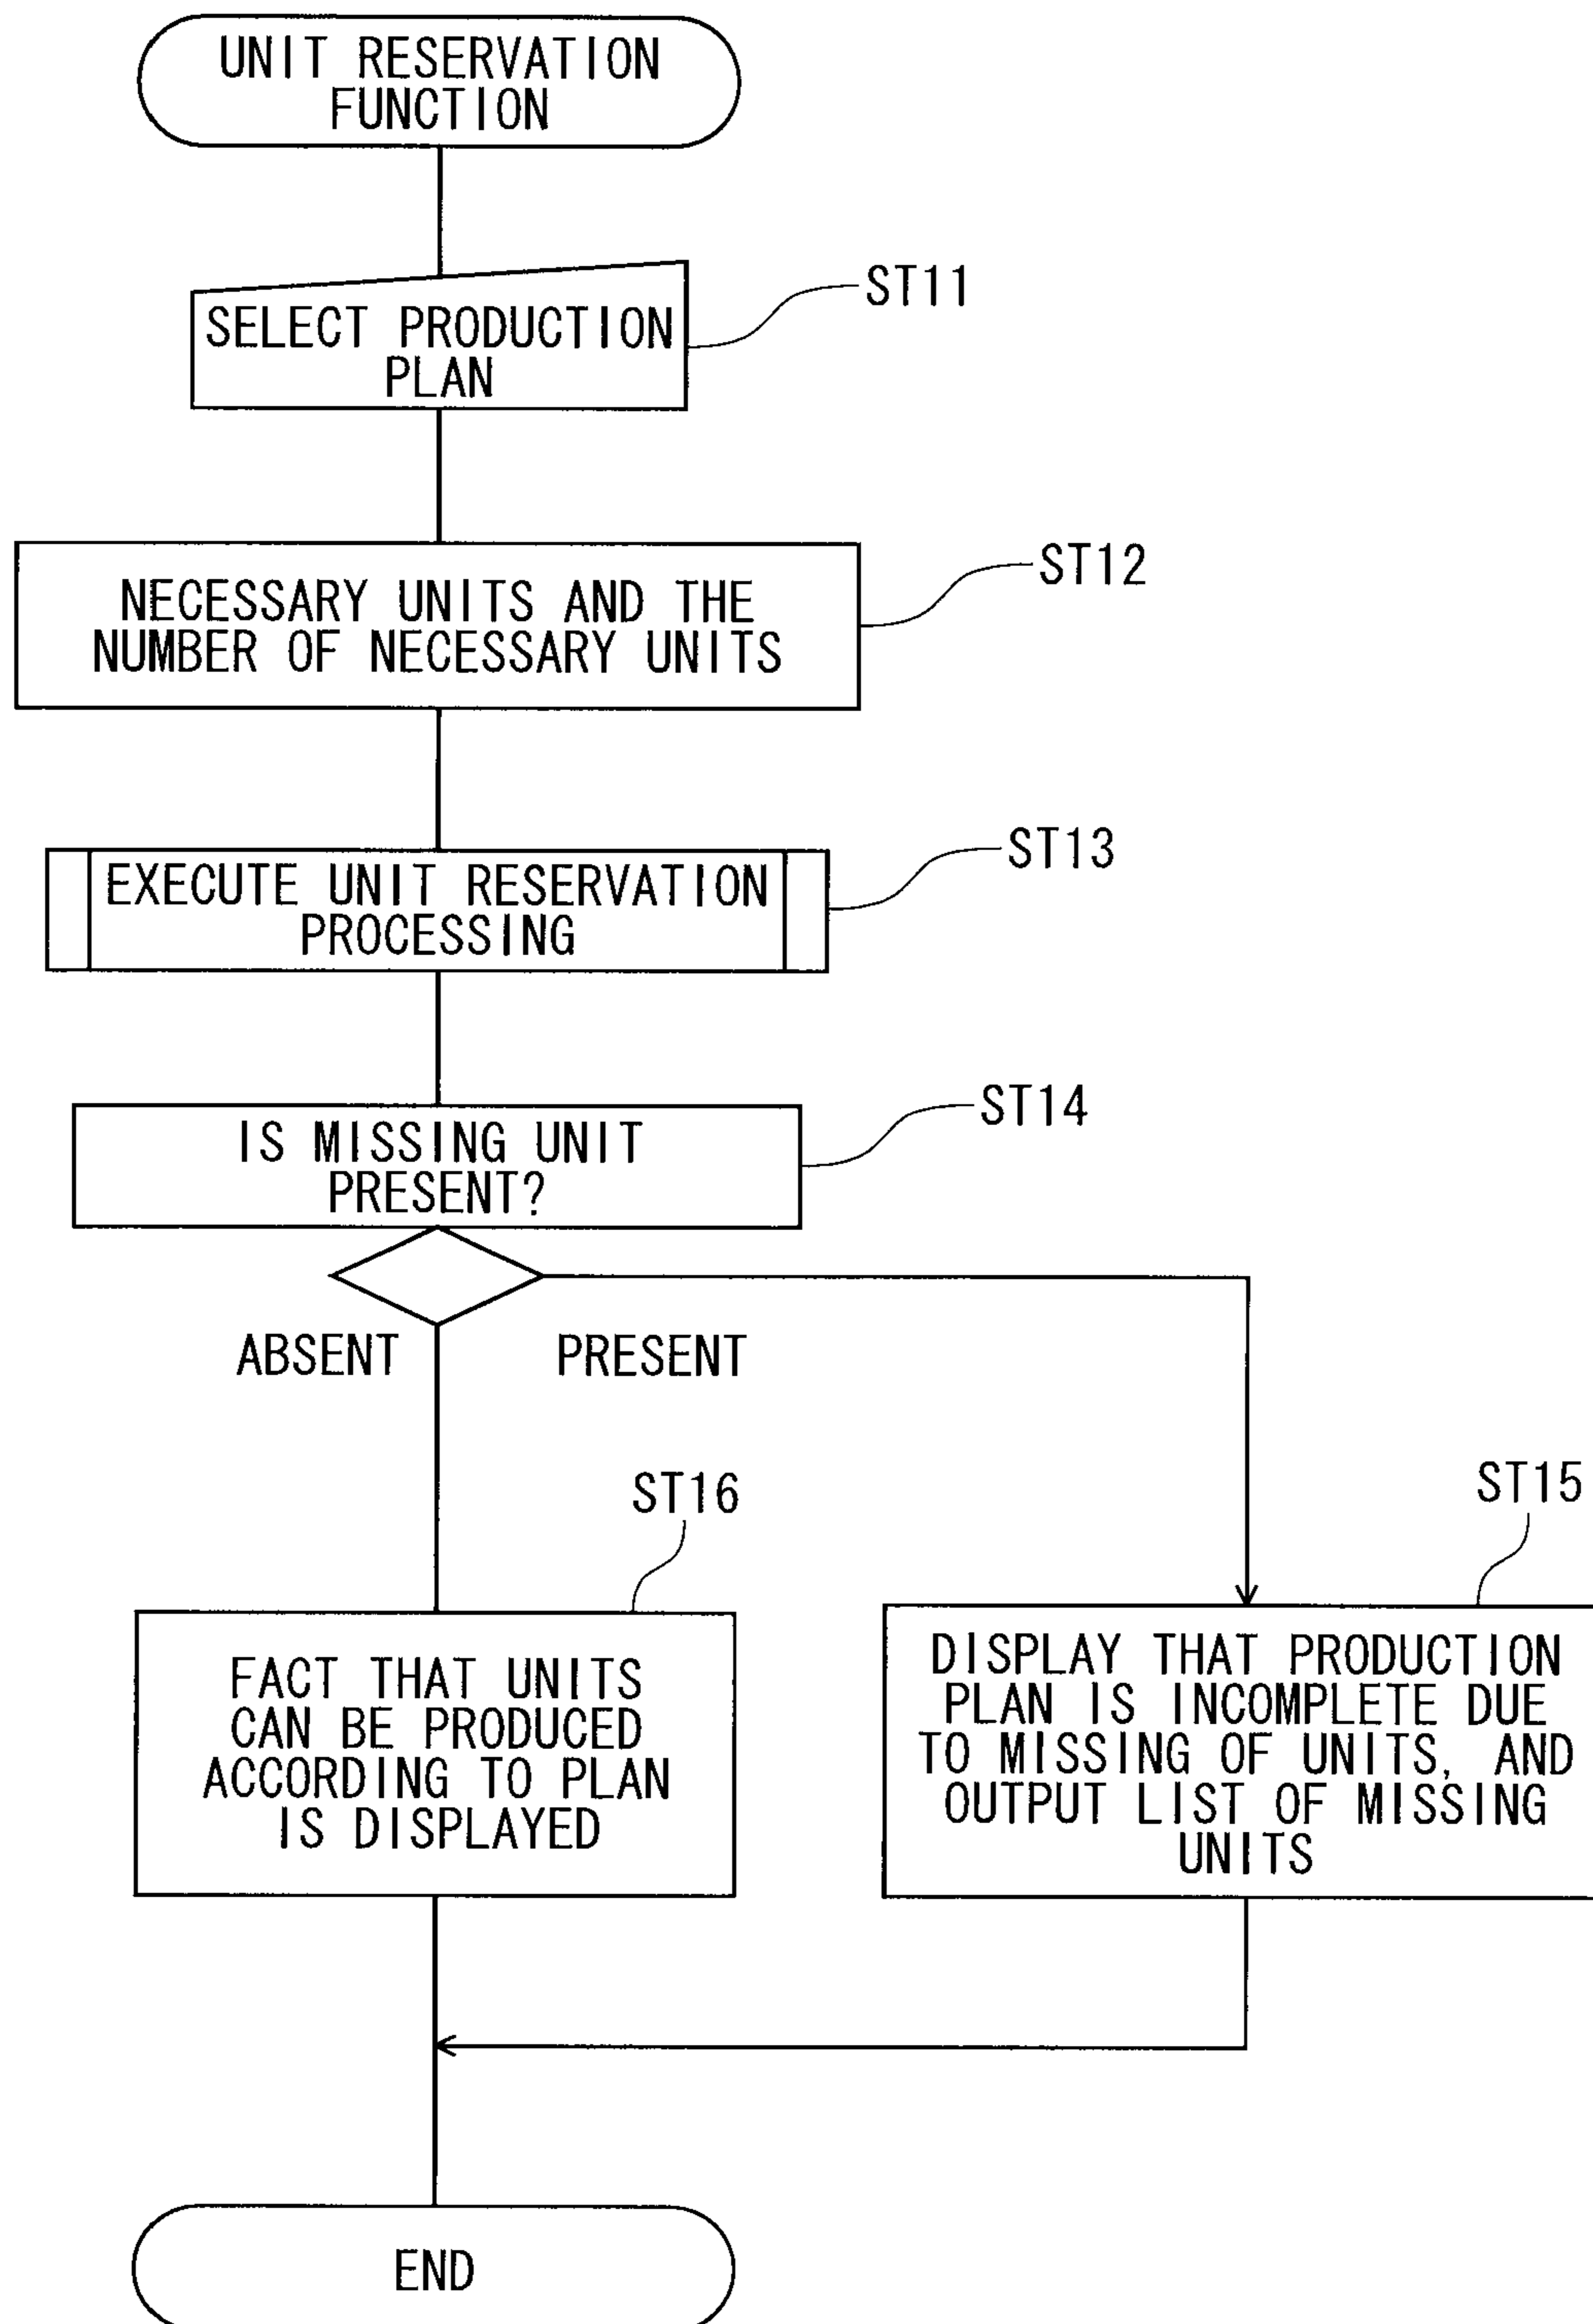 UNIT RESERVATION
FUNCTION
ST11
SELECT PRODUCTION
PLAN
ST12
NECESSARY UNITS AND THE
NUMBER OF NECESSARY UNITS
ST13
EXECUTE UNIT RESERVATION
PROCESSING
ST14
IS MISSING UNIT
PRESENT?
ABSENT
PRESENT
ST16
FACT THAT UNITS
CAN BE PRODUCED
ACCORDING TO PLAN
IS DISPLAYED
ST15
DISPLAY THAT PRODUCTION
PLAN IS INCOMPLETE DUE
TO MISSING OF UNITS, AND
OUTPUT LIST OF MISSING
UNITS
END